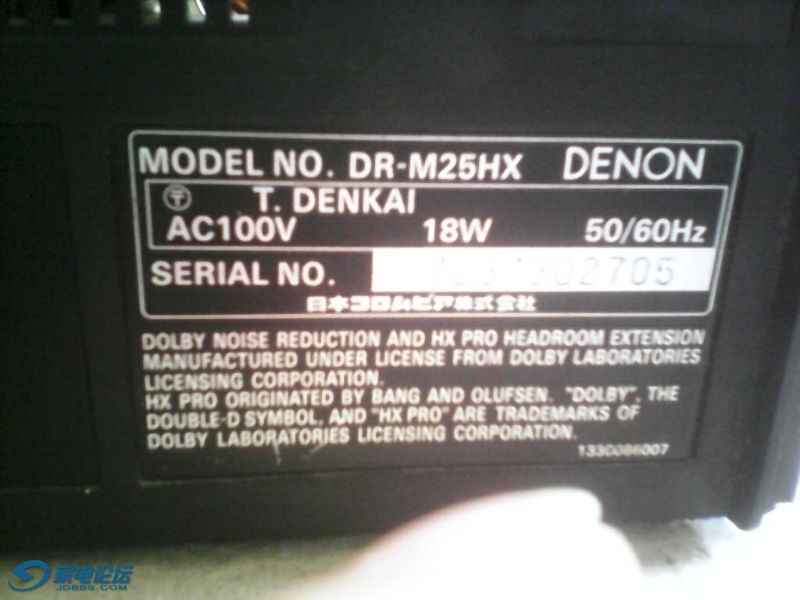 MODEL NO. DR-M25HX DENON
T. DENKAI
AC100V 18W 50/60Hz
SERIAL NO.
日本コロムビア株式会社
DOLBY NOISE REDUCTION AND HX PRO HEADROOM EXTENSION
MANUFACTURED UNDER LICENSE FROM DOLBY LABORATORIES
LICENSING CORPORATION.
HX PRO ORIGINATED BY BANG AND OLUFSEN. "DOLBY", THE
DOUBLE-D SYMBOL, AND "HX PRO" ARE TRADEMARKS OF
DOLBY LABORATORIES LICENSING CORPORATION.
1330086007
家电论坛
JDBBS.COM